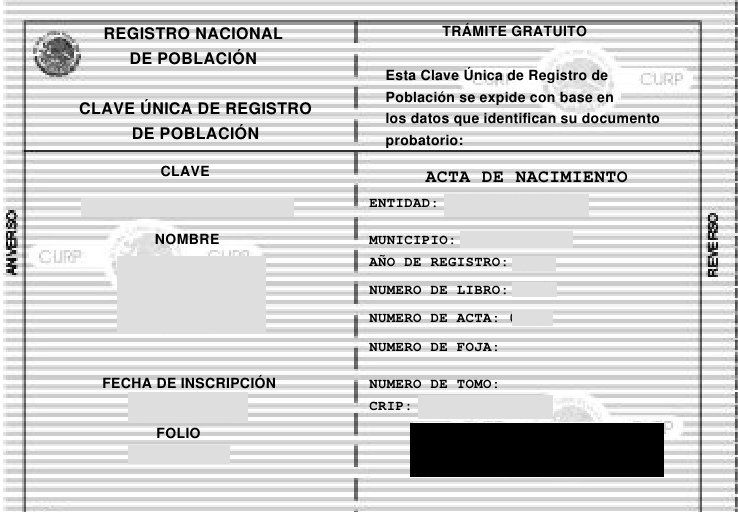 REGISTRO NACIONAL
DE POBLACIÓN
CLAVE ÚNICA DE REGISTRO
DE POBLACIÓN
CLAVE
NOMBRE
CURP
FECHA DE INSCRIPCIÓN
FOLIO
ANVERSO
TRÁMITE GRATUITO
Esta Clave Única de Registro de
Población se expide con base en
los datos que identifican su documento
probatorio:
CURP
ACTA DE NACIMIENTO
ENTIDAD:
MUNICIPIO:
AÑO DE REGISTRO:
NUMERO DE LIBRO:
NUMERO DE ACTA:
NUMERO DE FOJA:
NUMERO DE TOMO:
CRIP:
REVERSO